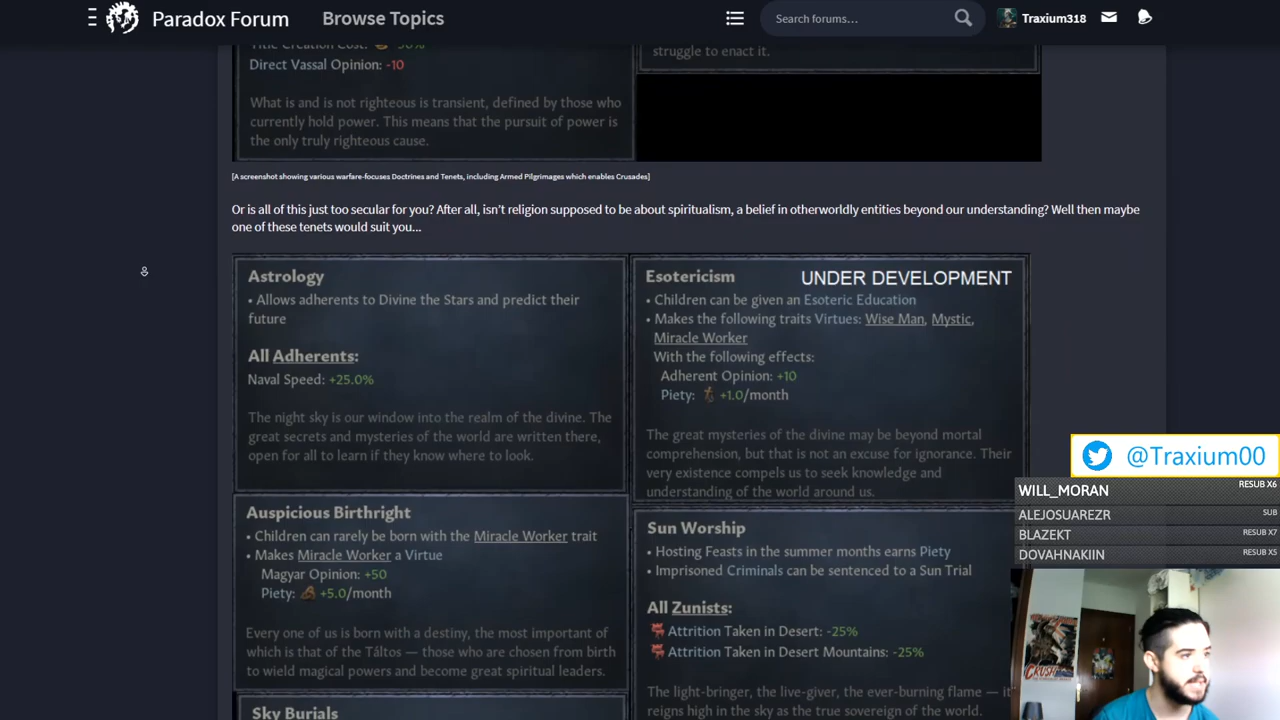 Paradox Forum
Browse Topics
Search forums...
Traxium318
Direct Vassal Opinion: -10
What is and is not righteous is transient, defined by those who
currently hold power. This means that the pursuit of power is
the only truly righteous cause.
struggle to enact it.
[A screenshot showing various warfare-focuses Doctrines and Tenets, including Armed Pilgrimages which enables Crusades]
Or is all of this just too secular for you? After all, isn't religion supposed to be about spiritualism, a belief in otherworldly entities beyond our understanding? Well then maybe
one of these tenets would suit you...
Astrology
• Allows adherents to Divine the Stars and predict their
future
All Adherents:
Naval Speed: +25.0%
The night sky is our window into the realm of the divine. The
great secrets and mysteries of the world are written there,
open for all to learn if they know where to look.
Esotericism UNDER DEVELOPMENT
• Children can be given an Esoteric Education
• Makes the following traits Virtues: Wise Man, Mystic,
Miracle Worker
With the following effects:
Adherent Opinion: +10
Piety: +1.0/month
The great mysteries of the divine may be beyond mortal
comprehension, but that is not an excuse for ignorance. Their
very existence compels us to seek knowledge and
understanding of the world around us.
Auspicious Birthright
• Children can rarely be born with the Miracle Worker trait
• Makes Miracle Worker a Virtue
Magyar Opinion: +50
Piety: +5.0/month
Every one of us is born with a destiny, the most important of
which is that of the Táltos — those who are chosen from birth
to wield magical powers and become great spiritual leaders.
Sun Worship
• Hosting Feasts in the summer months earns Piety
• Imprisoned Criminals can be sentenced to a Sun Trial
All Zunists:
Attrition Taken in Desert: -25%
Attrition Taken in Desert Mountains: -25%
The light-bringer, the live-giver, the ever-burning flame — it
reigns high in the sky as the true sovereign of the world.
Sky Burials
@Traxium00
WILL_MORAN RESUB X6
ALEJOSUAREZR SUB
BLAZEKT RESUB X7
DOVAHNAKIIN RESUB X5